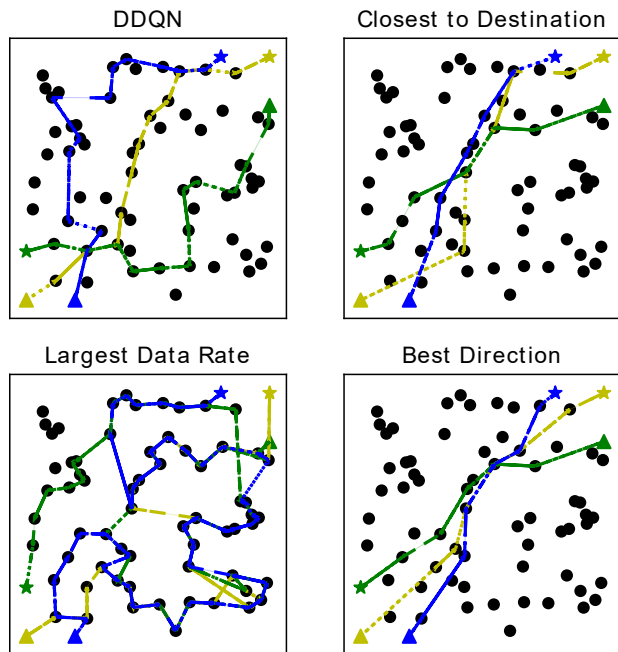 DDQN
Closest to Destination
Largest Data Rate
Best Direction